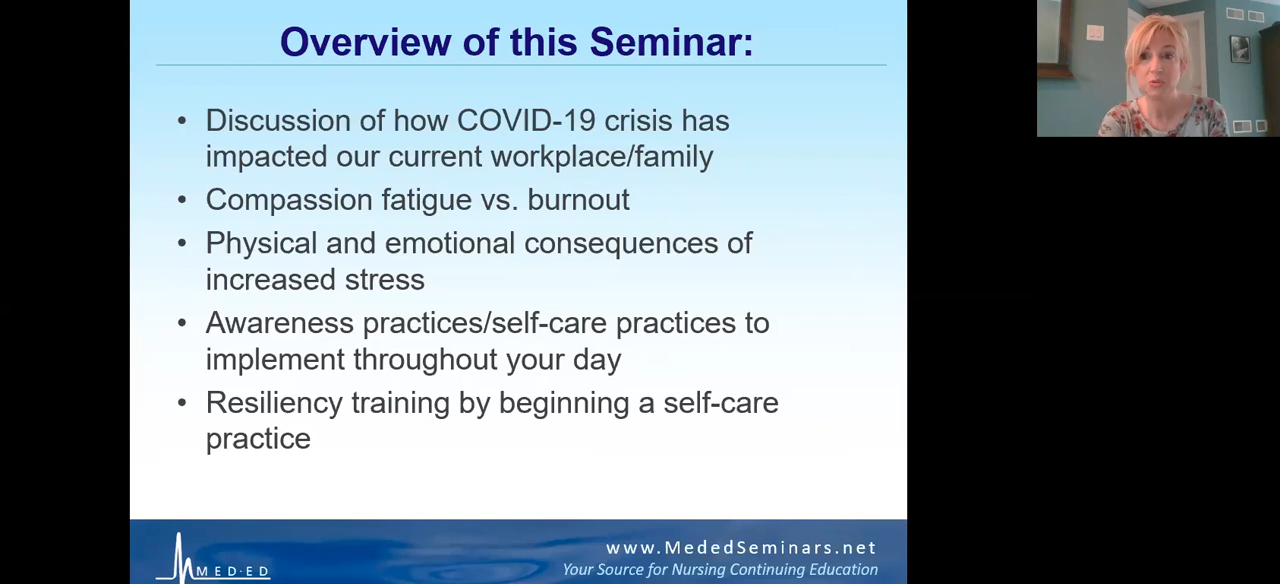 Overview of this Seminar:
• Discussion of how COVID-19 crisis has
impacted our current workplace/family
• Compassion fatigue vs. burnout
• Physical and emotional consequences of
increased stress
• Awareness practices/self-care practices to
implement throughout your day
• Resiliency training by beginning a self-care
practice
www.MededSeminars.net
MED·ED
Your Source for Nursing Continuing Education